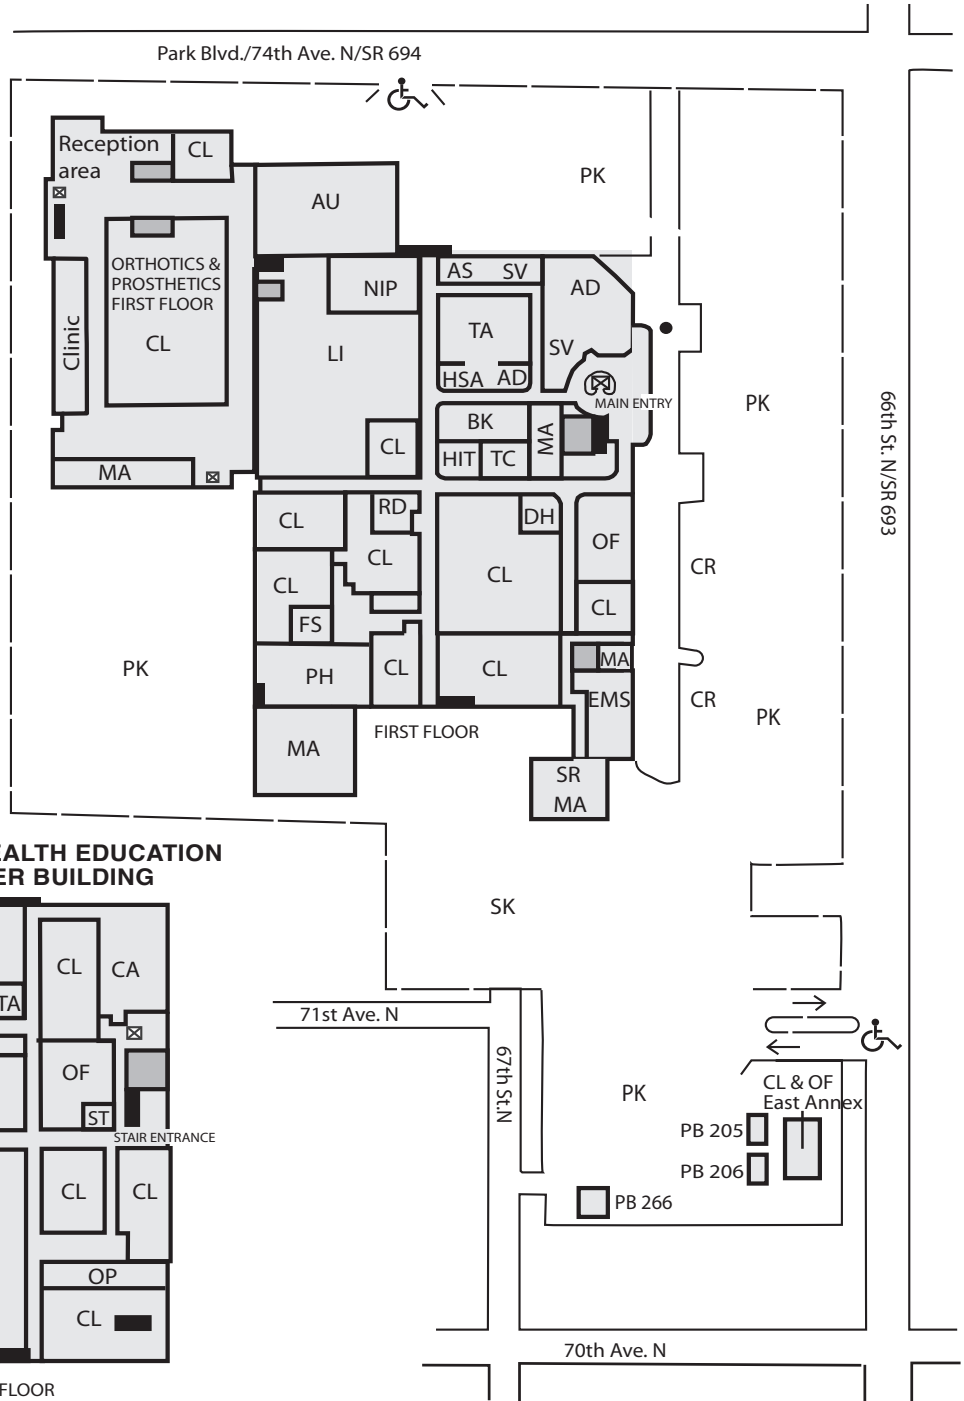 Park Blvd./74th Ave. N/SR 694
Reception
area
CL
PK
AU
ORTHOTICS &
PROSTHETICS
FIRST FLOOR
CL
Clinic
MA
NIP
LI
CL
AS SV
AD
TA
SV
HSA AD
MAIN ENTRY
BK
MA
HIT TC
PK
66th St. N/SR 693
CL
RD
CL
DH
OF
CL
CR
CL
CL
FS
PK
PH
CL
CL
MA
EMS
CR
PK
MA
FIRST FLOOR
SR
MA
EALTH EDUCATION
ER BUILDING
SK
CL
CA
TA
71st Ave. N
67th St.N
OF
ST
STAIR ENTRANCE
PK
CL & OF
East Annex
PB 205
PB 206
PB 266
CL
CL
OP
CL
70th Ave. N
FLOOR